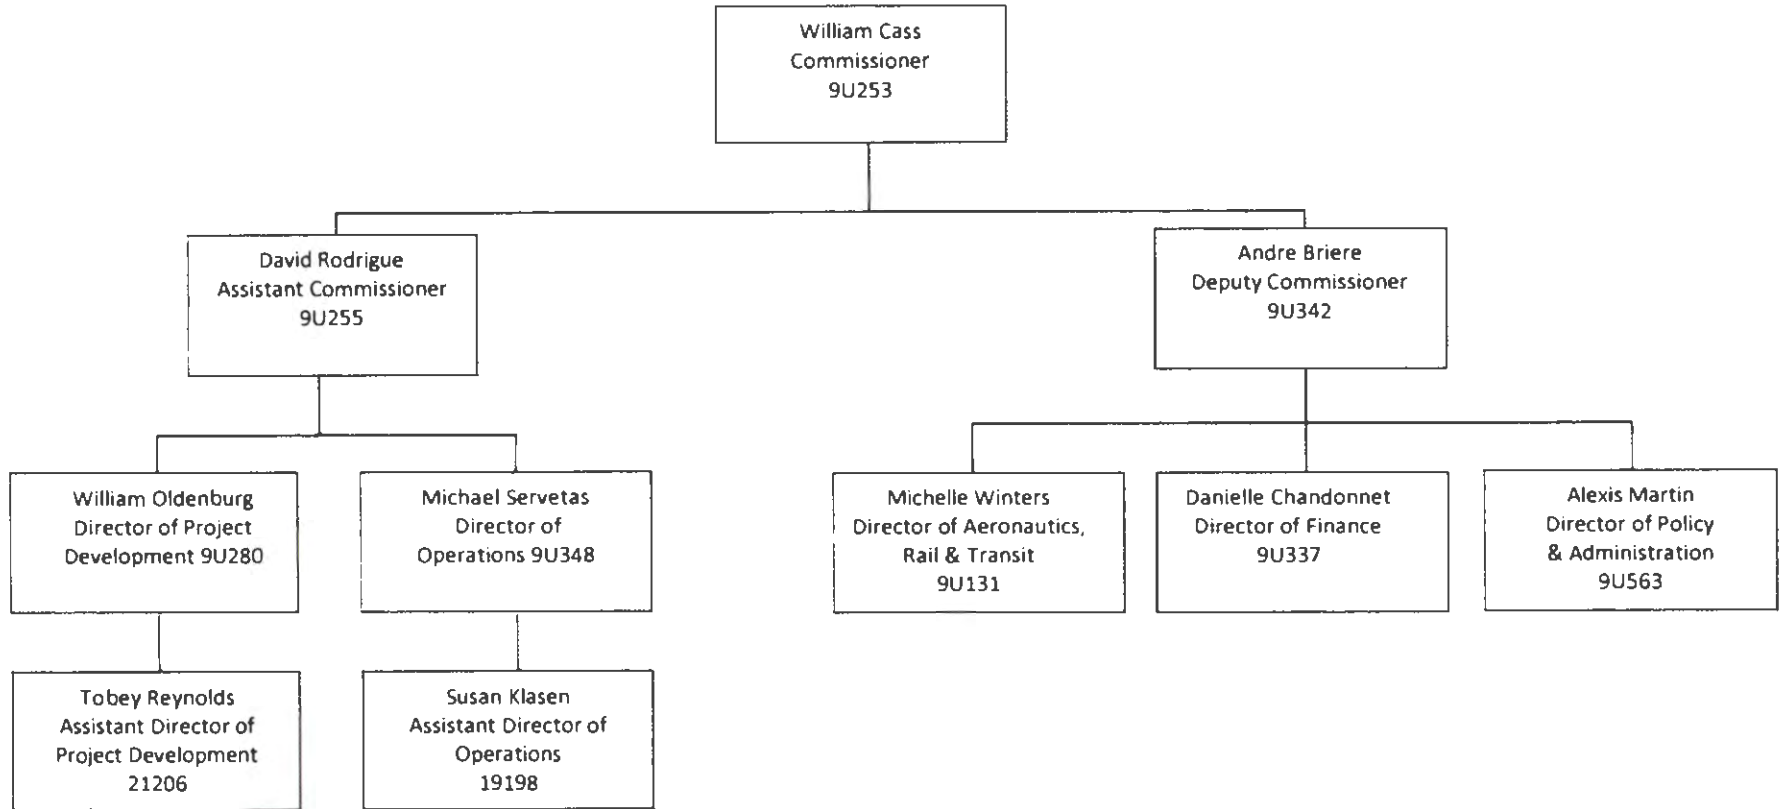 William Cass
Commissioner
9U253
David Rodrigue
Assistant Commissioner
9U255
Andre Briere
Deputy Commissioner
9U342
William Oldenburg
Director of Project
Development 9U280
Michael Servetas
Director of
Operations 9U348
Michelle Winters
Director of Aeronautics,
Rail & Transit
9U131
Danielle Chandonnet
Director of Finance
9U337
Alexis Martin
Director of Policy
& Administration
9U563
Tobey Reynolds
Assistant Director of
Project Development
21206
Susan Klasen
Assistant Director of
Operations
19198